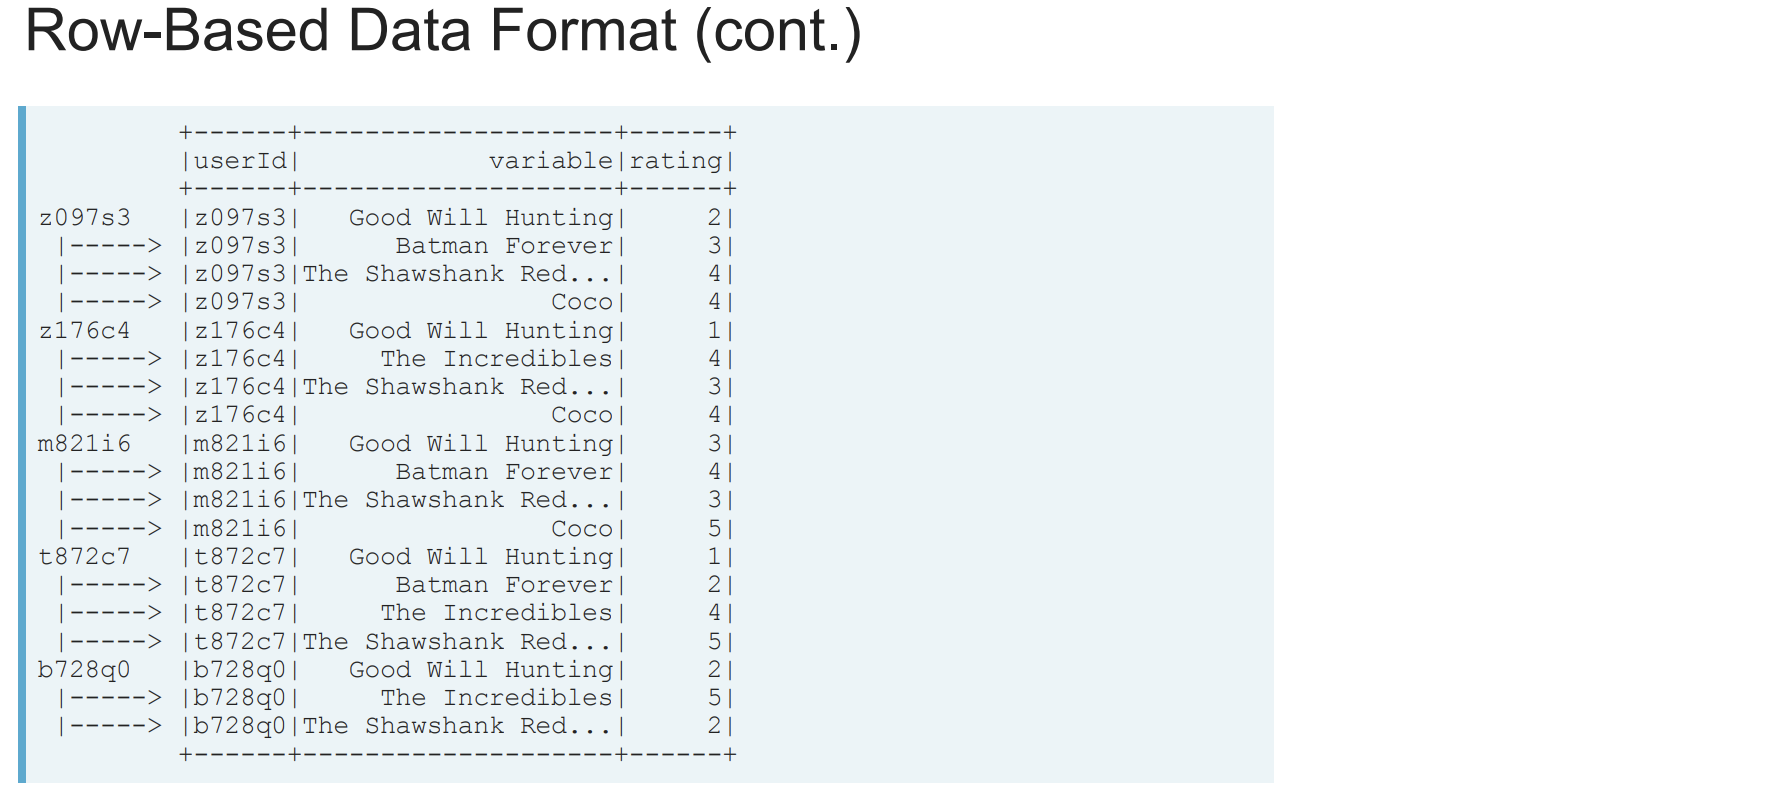 Row-Based Data Format (cont.)
         +------+--------------------+------+
         |userId|            variable|rating|
         +------+--------------------+------+
z097s3   |z097s3|   Good Will Hunting|     2|
 |-----> |z097s3|      Batman Forever|     3|
 |-----> |z097s3|The Shawshank Red...|     4|
 |-----> |z097s3|                Coco|     4|
z176c4   |z176c4|   Good Will Hunting|     1|
 |-----> |z176c4|     The Incredibles|     4|
 |-----> |z176c4|The Shawshank Red...|     3|
 |-----> |z176c4|                Coco|     4|
m821i6   |m821i6|   Good Will Hunting|     3|
 |-----> |m821i6|      Batman Forever|     4|
 |-----> |m821i6|The Shawshank Red...|     3|
 |-----> |m821i6|                Coco|     5|
t872c7   |t872c7|   Good Will Hunting|     1|
 |-----> |t872c7|      Batman Forever|     2|
 |-----> |t872c7|     The Incredibles|     4|
 |-----> |t872c7|The Shawshank Red...|     5|
b728q0   |b728q0|   Good Will Hunting|     2|
 |-----> |b728q0|     The Incredibles|     5|
 |-----> |b728q0|The Shawshank Red...|     2|
         +------+--------------------+------+